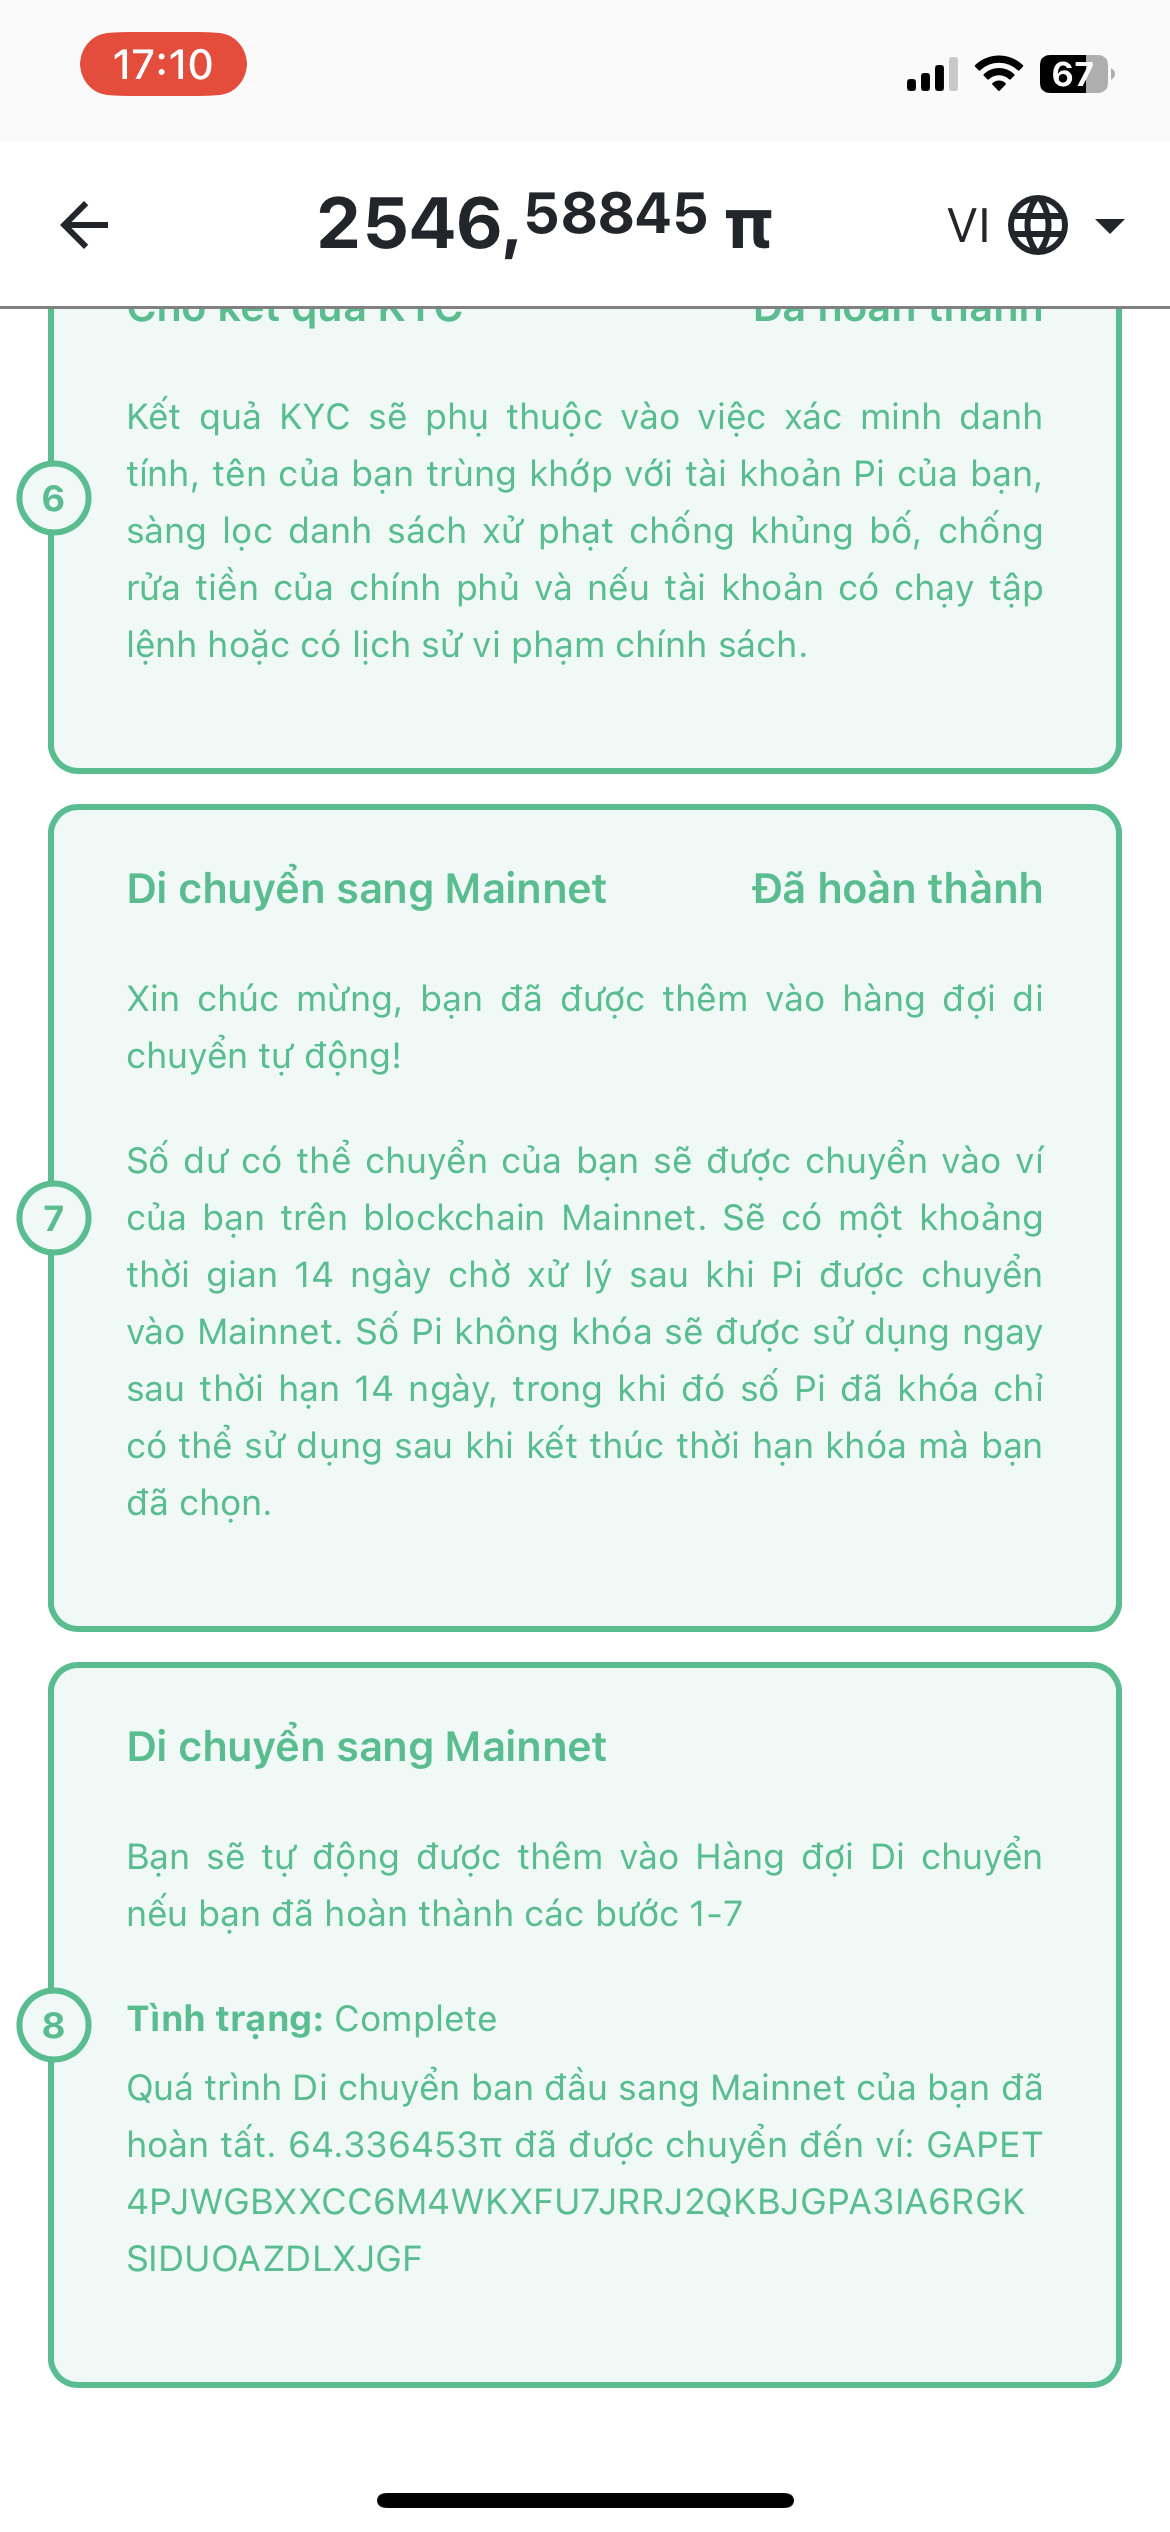 17:10
67
2546,58845 π
VI
Chờ kết quả KYC
Đã hoàn thành
Kết quả KYC sẽ phụ thuộc vào việc xác minh danh
tính, tên của bạn trùng khớp với tài khoản Pi của bạn,
6
sàng lọc danh sách xử phạt chống khủng bố, chống
rửa tiền của chính phủ và nếu tài khoản có chạy tập
lệnh hoặc có lịch sử vi phạm chính sách.
Di chuyển sang Mainnet
Đã hoàn thành
Xin chúc mừng, bạn đã được thêm vào hàng đợi di
chuyển tự động!
Số dư có thể chuyển của bạn sẽ được chuyển vào ví
7
của bạn trên blockchain Mainnet. Sẽ có một khoảng
thời gian 14 ngày chờ xử lý sau khi Pi được chuyển
vào Mainnet. Số Pi không khóa sẽ được sử dụng ngay
sau thời hạn 14 ngày, trong khi đó số Pi đã khóa chỉ
có thể sử dụng sau khi kết thúc thời hạn khóa mà bạn
đã chọn.
Di chuyển sang Mainnet
Bạn sẽ tự động được thêm vào Hàng đợi Di chuyển
nếu bạn đã hoàn thành các bước 1-7
8
Tình trạng: Complete
Quá trình Di chuyển ban đầu sang Mainnet của bạn đã
hoàn tất. 64.336453π đã được chuyển đến ví: GAPET
4PJWGBXXCC6M4WKXFU7JRRJ2QKBJGPA3IA6RGK
SIDUOAZDLXJGF